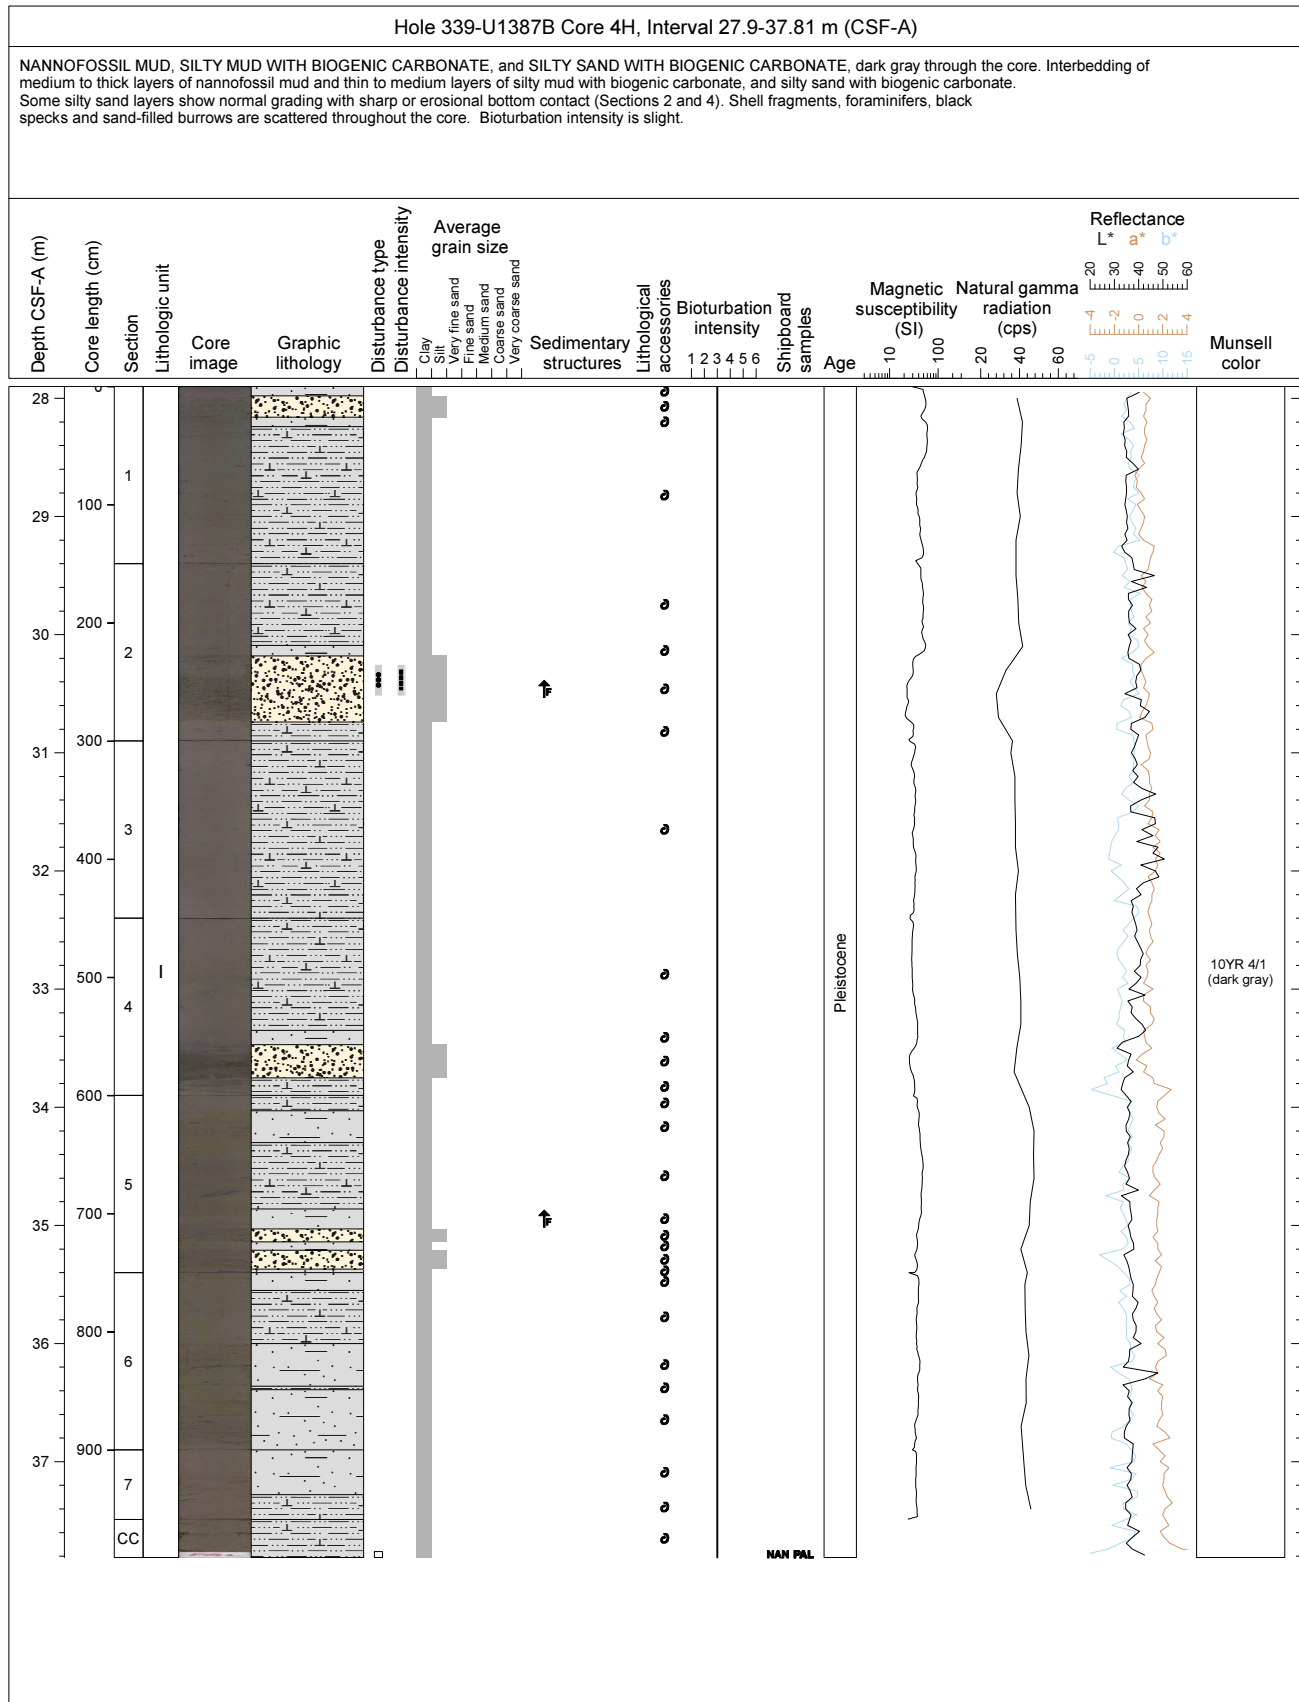 Hole 339-U1387B Core 4H, Interval 27.9-37.81 m (CSF-A)
NANNOFOSSIL MUD, SILTY MUD WITH BIOGENIC CARBONATE, and SILTY SAND WITH BIOGENIC CARBONATE, dark gray through the core. Interbedding of
medium to thick layers of nannofossil mud and thin to medium layers of silty mud with biogenic carbonate, and silty sand with biogenic carbonate.
Some silty sand layers show normal grading with sharp or erosional bottom contact (Sections 2 and 4). Shell fragments, foraminifers, black
specks and sand-filled burrows are scattered throughout the core. Bioturbation intensity is slight.
Depth CSF-A (m)
Core length (cm)
Section
Lithologic unit
Core
image
Graphic
lithology
Disturbance type
Disturbance intensity
Average
grain size
Clay
Silt
Very fine sand
Fine sand
Medium sand
Coarse sand
Very coarse sand
Sedimentary
structures
Lithological
accessories
Bioturbation
intensity
1 2 3 4 5 6
Shipboard
samples
Age
Magnetic
susceptibility
(SI)
10 100
Natural gamma
radiation
(cps)
20 40 60
Reflectance
L* a* b*
20 30 40 50 60
-4 -2 0 2 4
-5 0 5 10 15
Munsell
color
28
29
30
31
32
33
34
35
36
37
0
100
200
300
400
500
600
700
800
900
1
2
3
4
5
6
7
CC
I
F
F
NAN PAL
Pleistocene
10YR 4/1
(dark gray)